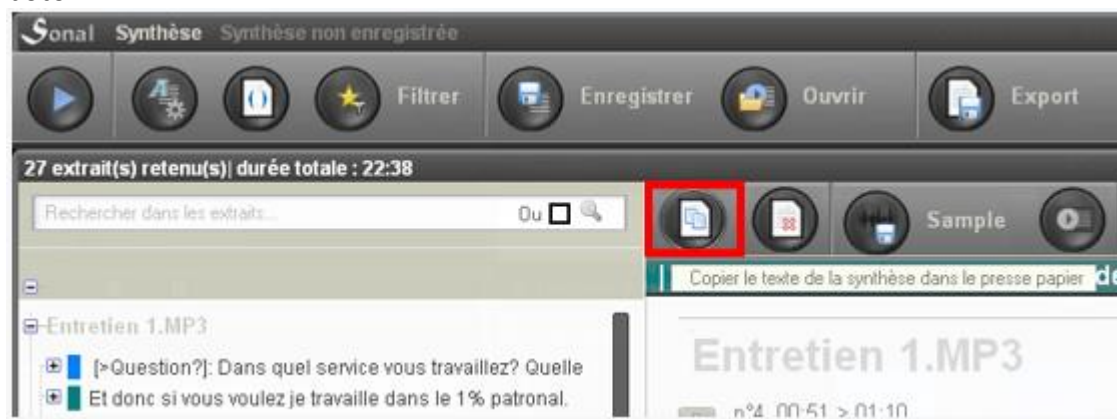 Sonal Synthèse Synthèse non enregistrée
Filtrer Enregistrer Ouvrir Export
27 extrait(s) retenu(s)| durée totale : 22:38
Rechercher dans les extraits... Ou
Sample
Copier le texte de la synthèse dans le presse papier de
Entretien 1.MP3
[>Question?]: Dans quel service vous travaillez? Quelle
Et donc si vous voulez je travaille dans le 1% patronal.
Entretien 1.MP3
n°4 00:51 > 01:10